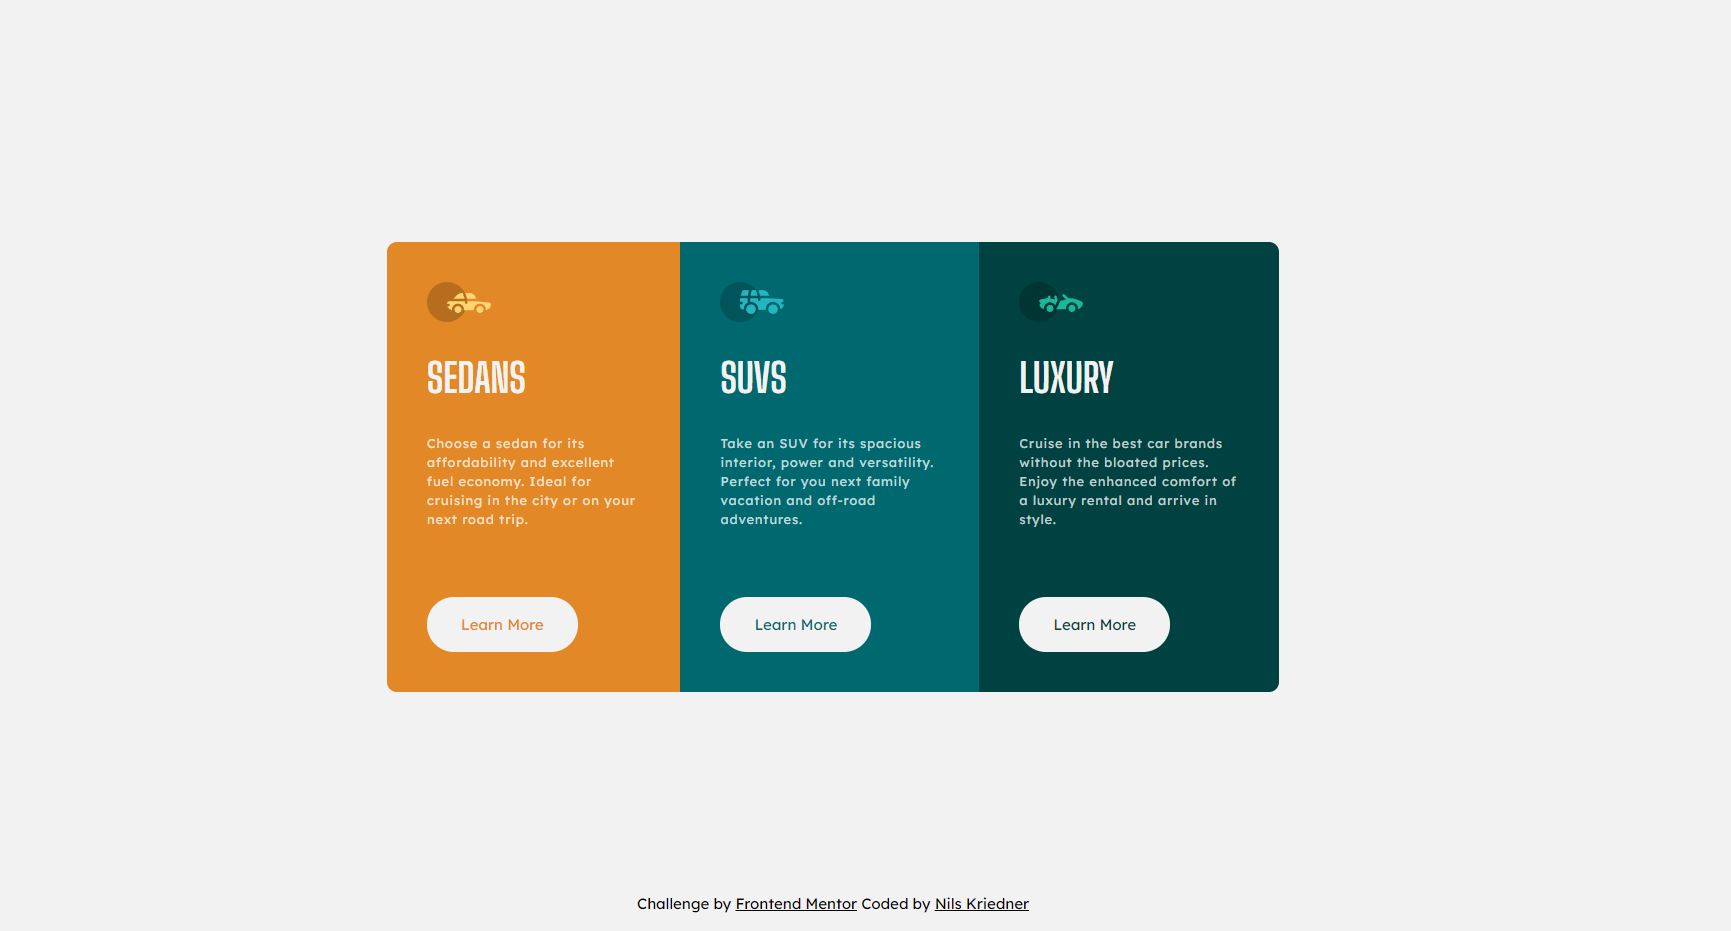 SEDANS
Choose a sedan for its
affordability and excellent
fuel economy. Ideal for
cruising in the city or on your
next road trip.
Learn More
SUVS
Take an SUV for its spacious
interior, power and versatility.
Perfect for you next family
vacation and off-road
adventures.
Learn More
LUXURY
Cruise in the best car brands
without the bloated prices.
Enjoy the enhanced comfort of
a luxury rental and arrive in
style.
Learn More
Challenge by Frontend Mentor Coded by Nils Kriedner